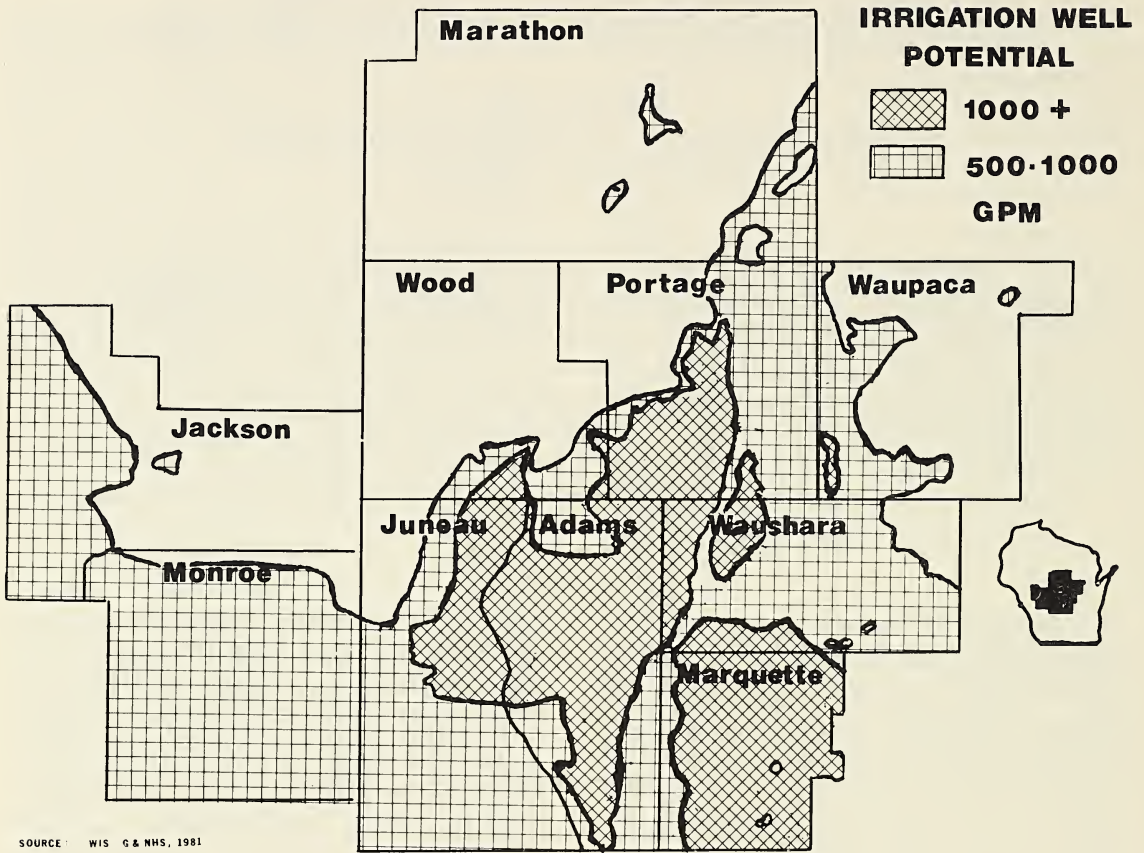 IRRIGATION WELL
POTENTIAL
1000 +
500-1000
GPM
Marathon
Wood
Portage
Waupaca
Jackson
Juneau
Adams
Waushara
Monroe
Marquette
SOURCE: WIS G & NHS, 1981